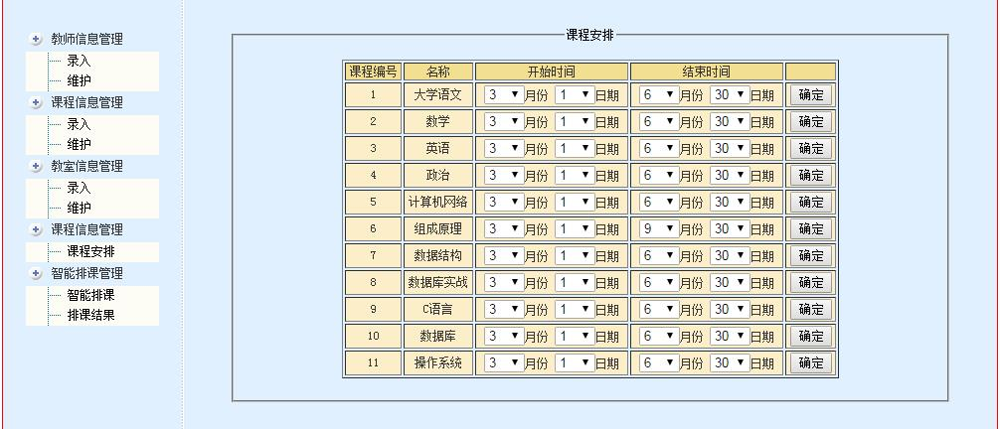 教师信息管理
录入
维护
课程信息管理
录入
维护
教室信息管理
录入
维护
课程信息管理
课程安排
智能排课管理
智能排课
排课结果
课程安排
课程编号 名称 开始时间 结束时间
1 大学语文 3 月份 1 日期 6 月份 30 日期 确定
2 数学 3 月份 1 日期 6 月份 30 日期 确定
3 英语 3 月份 1 日期 6 月份 30 日期 确定
4 政治 3 月份 1 日期 6 月份 30 日期 确定
5 计算机网络 3 月份 1 日期 6 月份 30 日期 确定
6 组成原理 3 月份 1 日期 9 月份 30 日期 确定
7 数据结构 3 月份 1 日期 6 月份 30 日期 确定
8 数据库实战 3 月份 1 日期 6 月份 30 日期 确定
9 C语言 3 月份 1 日期 6 月份 30 日期 确定
10 数据库 3 月份 1 日期 6 月份 30 日期 确定
11 操作系统 3 月份 1 日期 6 月份 30 日期 确定